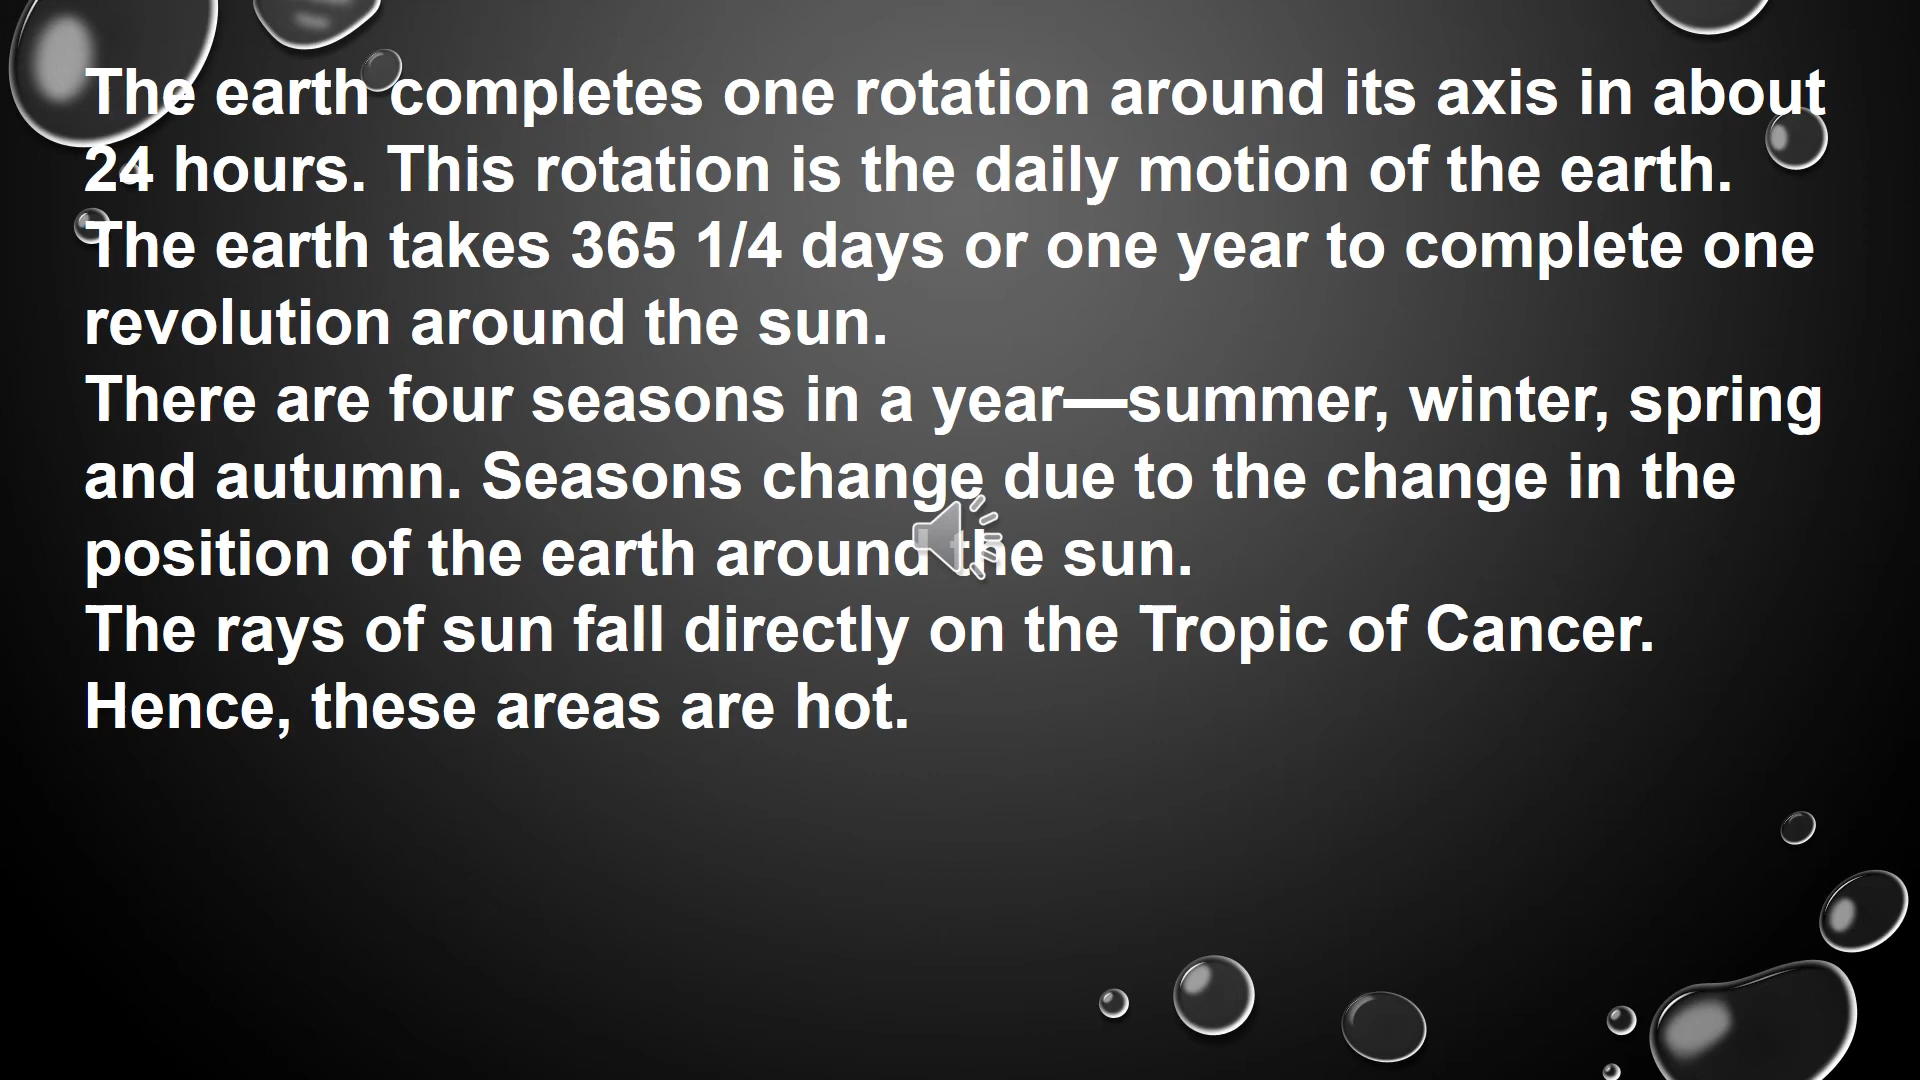 The earth completes one rotation around its axis in about
24 hours. This rotation is the daily motion of the earth.
The earth takes 365 1/4 days or one year to complete one
revolution around the sun.
There are four seasons in a year—summer, winter, spring
and autumn. Seasons change due to the change in the
position of the earth around the sun.
The rays of sun fall directly on the Tropic of Cancer.
Hence, these areas are hot.